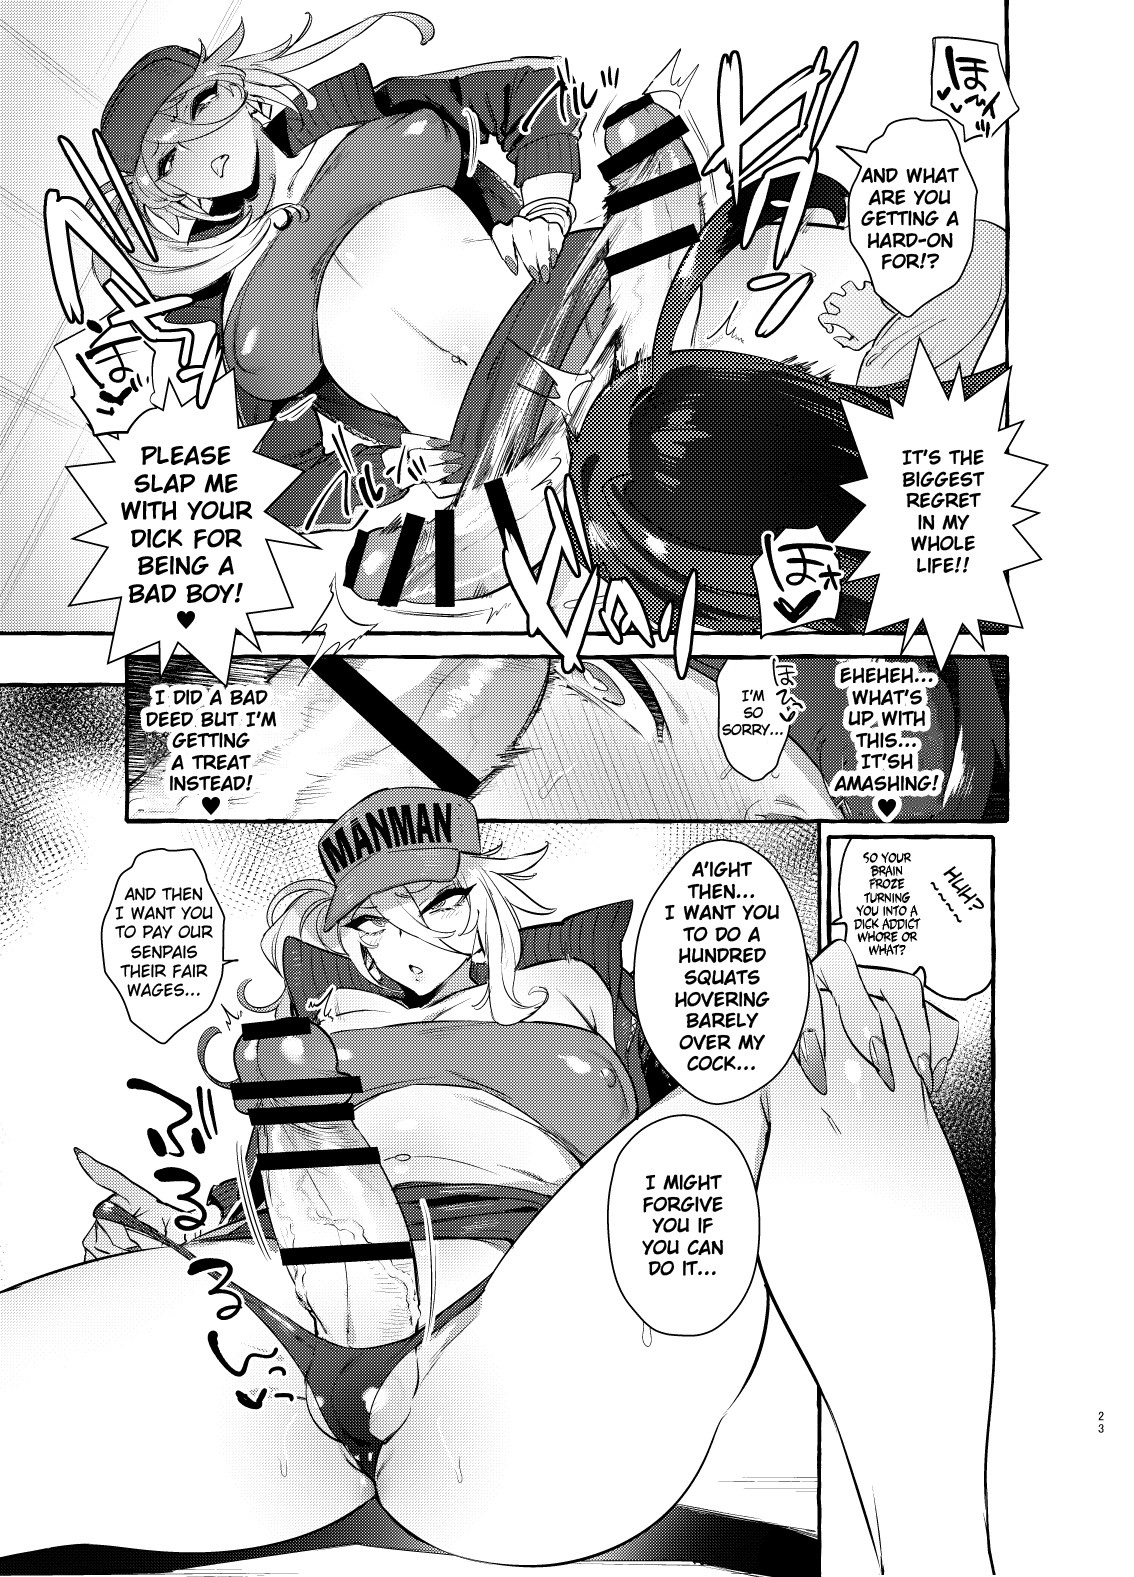 AND WHAT
ARE YOU
GETTING A
HARD-ON
FOR!?
IT'S THE
BIGGEST
REGRET
IN MY
WHOLE
LIFE!!
PLEASE
SLAP ME
WITH YOUR
DICK FOR
BEING A
BAD BOY!
♥
EHEHEH...
WHAT'S
UP WITH
THIS...
IT'SH
AMASHING!
♥
I'M
SO
SORRY...
I DID A BAD
DEED BUT I'M
GETTING
A TREAT
INSTEAD!
♥
HUH?
~~~~~
SO YOUR
BRAIN
FROZE
TURNING
YOU INTO A
DICK ADDICT
WHORE OR
WHAT?
MANMAN
A'IGHT
THEN...
I WANT YOU
TO DO A
HUNDRED
SQUATS
HOVERING
BARELY
OVER MY
COCK...
AND THEN
I WANT YOU
TO PAY OUR
SENPAIS
THEIR FAIR
WAGES...
I MIGHT
FORGIVE
YOU IF
YOU CAN
DO IT...
23